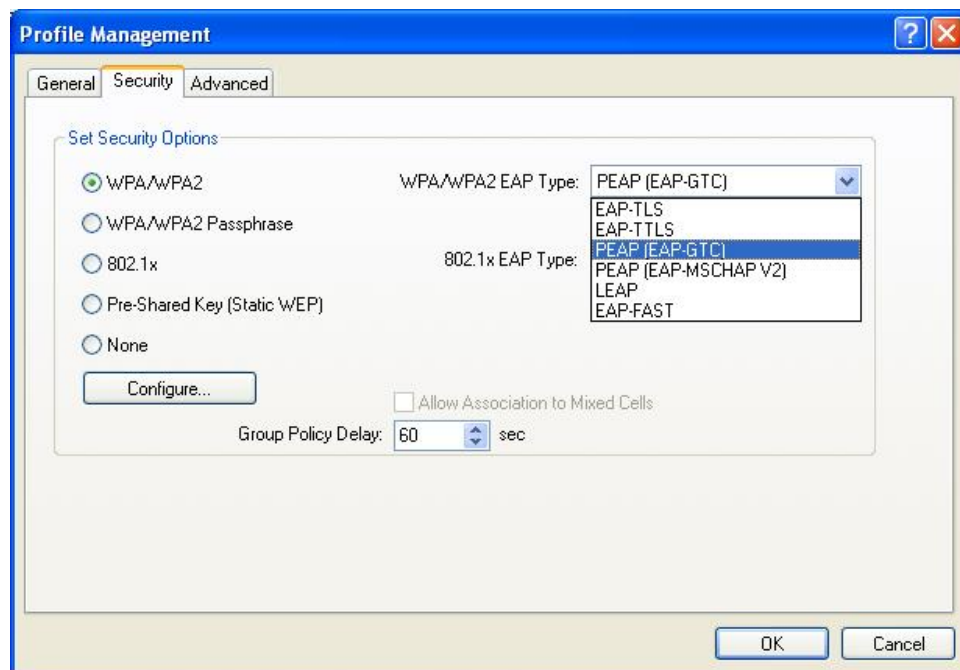 Profile Management
General Security Advanced
Set Security Options
WPA/WPA2 WPA/WPA2 EAP Type: PEAP (EAP-GTC)
EAP-TLS
WPA/WPA2 Passphrase EAP-TTLS
PEAP (EAP-GTC)
802.1x 802.1x EAP Type: PEAP (EAP-MSCHAP V2)
LEAP
Pre-Shared Key (Static WEP) EAP-FAST
None
Configure...
Allow Association to Mixed Cells
Group Policy Delay: 60 sec
OK Cancel